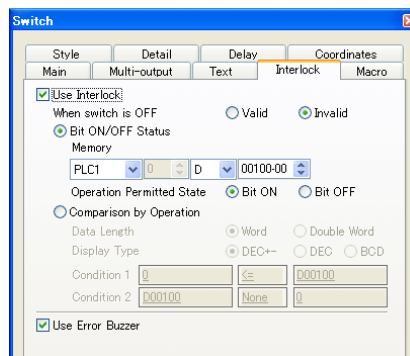 Switch
Style Detail Delay Coordinates
Main Multi-output Text Interlock Macro
Use Interlock
When switch is OFF Valid Invalid
Bit ON/OFF Status
Memory
PLC1 0 D 00100-00
Operation Permitted State Bit ON Bit OFF
Comparison by Operation
Data Length Word Double Word
Display Type DEC+- DEC BCD
Condition 1 0 <= D00100
Condition 2 D00100 None 0
Use Error Buzzer